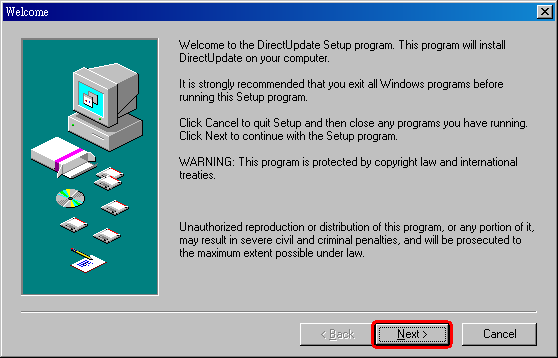 Welcome
Welcome to the DirectUpdate Setup program. This program will install
DirectUpdate on your computer.
It is strongly recommended that you exit all Windows programs before
running this Setup program.
Click Cancel to quit Setup and then close any programs you have running.
Click Next to continue with the Setup program.
WARNING: This program is protected by copyright law and international
treaties.
Unauthorized reproduction or distribution of this program, or any portion of it,
may result in severe civil and criminal penalties, and will be prosecuted to
the maximum extent possible under law.
< Back
Next >
Cancel